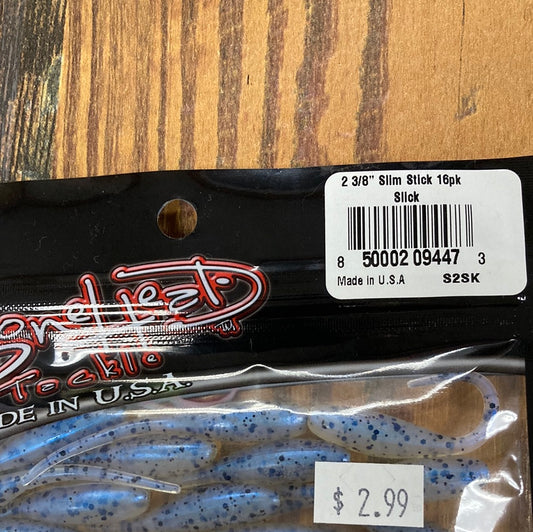 2 3/8" Slim Stick 16pk
Slick
8 50002 09447 3
Made in U.S.A S2SK
Tackle
DE IN U.S.A.
$ 2.99